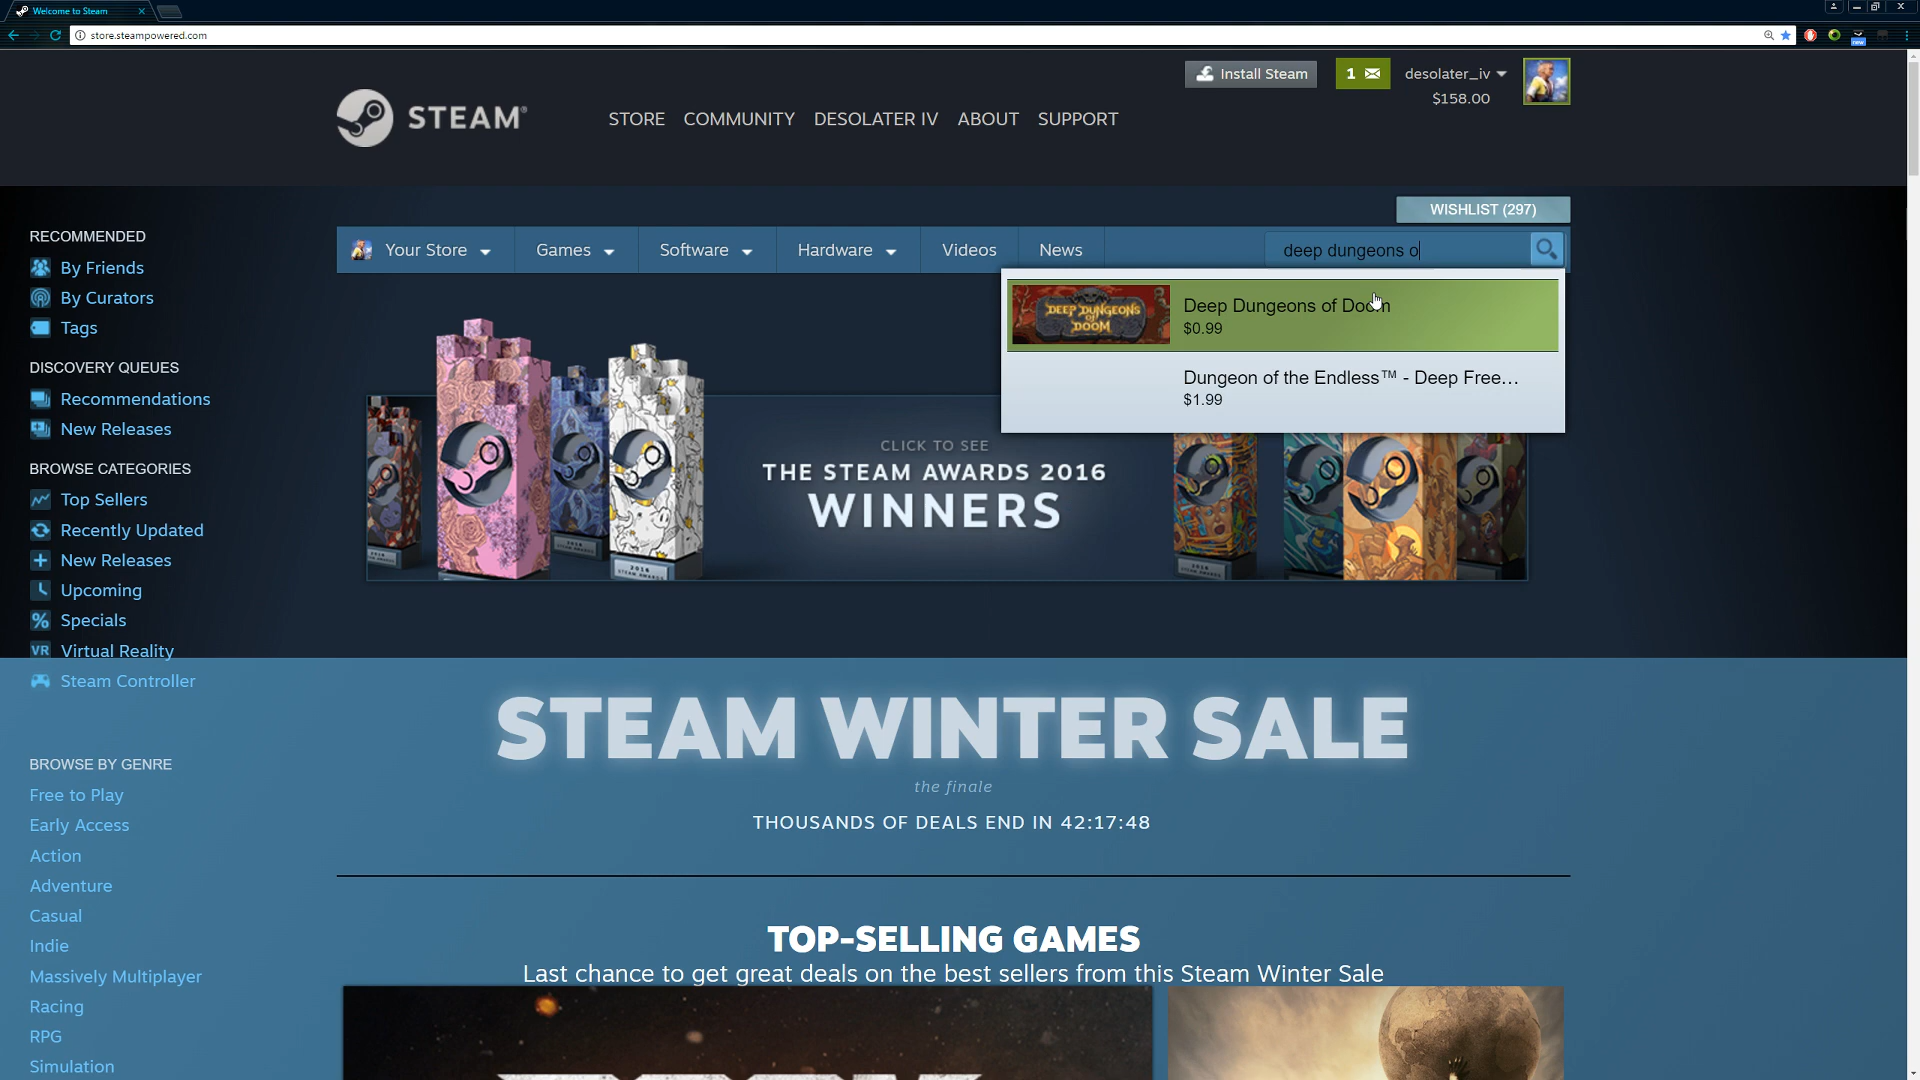 Welcome to Steam
store.steampowered.com
Install Steam
1
desolater_iv
$158.00
STEAM®
STORE COMMUNITY DESOLATER IV ABOUT SUPPORT
WISHLIST (297)
Your Store Games Software Hardware Videos News
deep dungeons o
DEEP DUNGEONS
of
DOOM
Deep Dungeons of Doom
$0.99
Dungeon of the Endless™ - Deep Free...
$1.99
RECOMMENDED
By Friends
By Curators
Tags
DISCOVERY QUEUES
Recommendations
New Releases
BROWSE CATEGORIES
Top Sellers
Recently Updated
New Releases
Upcoming
% Specials
VR Virtual Reality
Steam Controller
BROWSE BY GENRE
Free to Play
Early Access
Action
Adventure
Casual
Indie
Massively Multiplayer
Racing
RPG
Simulation
CLICK TO SEE
THE STEAM AWARDS 2016
WINNERS
2016
STEAM AWARDS
STEAM WINTER SALE
the finale
THOUSANDS OF DEALS END IN 42:17:48
TOP-SELLING GAMES
Last chance to get great deals on the best sellers from this Steam Winter Sale